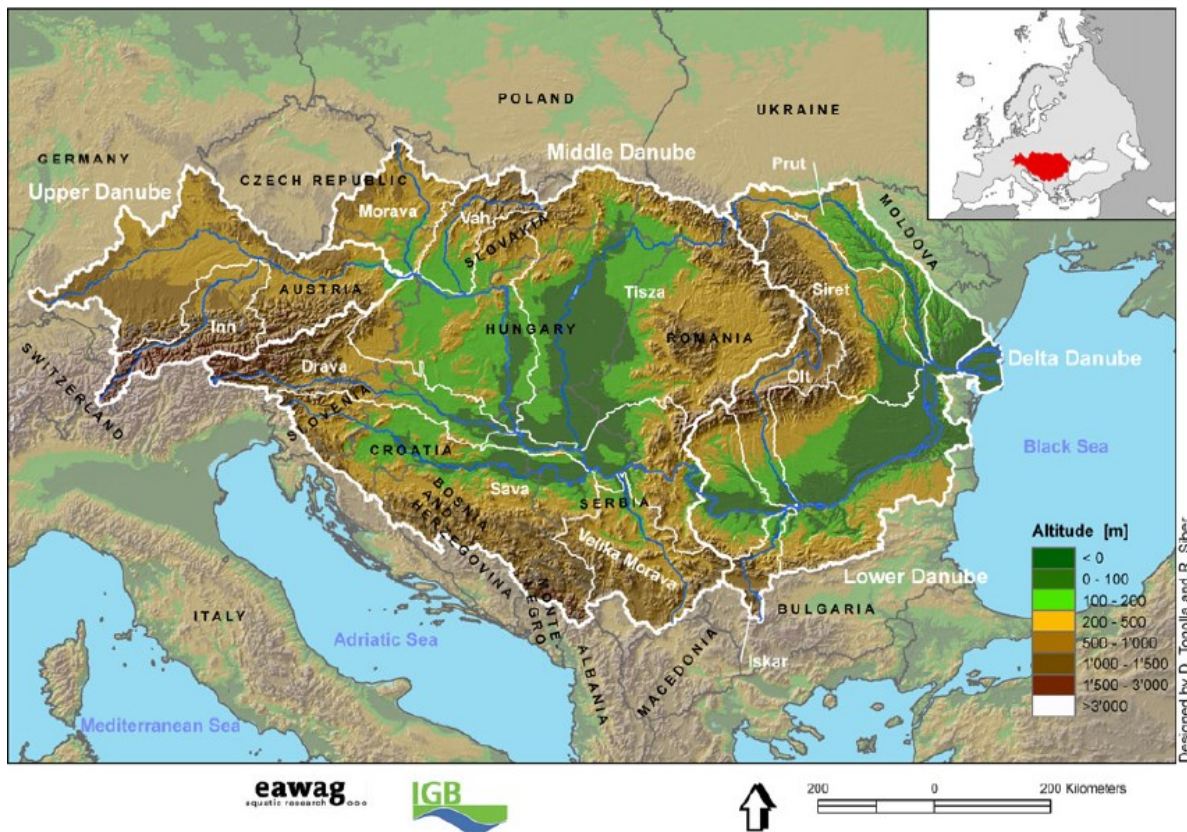 POLAND
UKRAINE
GERMANY
Middle Danube
Prut
Upper Danube
CZECH REPUBLIC
MOLDOVA
Morava
Vah
SLOVAKIA
AUSTRIA
Tisza
Siret
Inn
HUNGARY
ROMANIA
SWITZERLAND
Drava
Olt
Delta Danube
SLOVENIA
CROATIA
Black Sea
Sava
SERBIA
BOSNIA
AND
HERZEGOVINA
Velika Morava
Altitude [m]
< 0
0 - 100
100 - 200
200 - 500
500 - 1'000
1'000 - 1'500
1'500 - 3'000
>3'000
Lower Danube
BULGARIA
ITALY
MONTE-
NEGRO
Adriatic Sea
ALBANIA
MACEDONIA
Iskar
Mediterranean Sea
Designed by D. Tonolla and R. Siber
eawag
aquatic research
IGB
200 0 200 Kilometers